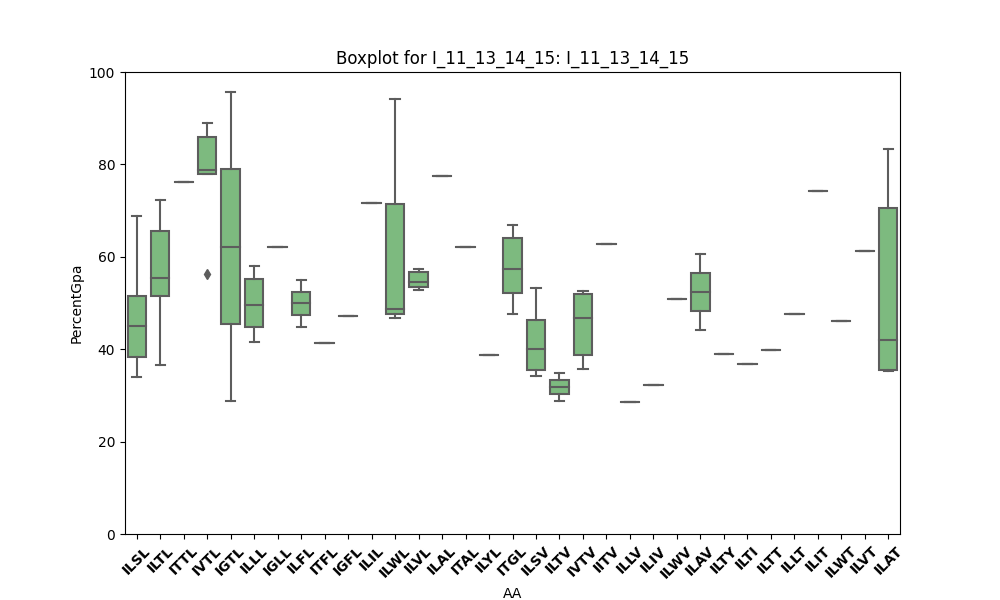 Boxplot for I_11_13_14_15: I_11_13_14_15
PercentGpa
100
80
60
40
20
0
ILSL ILTL ITTL IVTL IGTL ILLL IGLL ILFL ITFL IGFL ILIL ILWL ILVL ILAL ITAL ILYL ITGL ILSV ILTV IVTV IITV ILLV ILIV ILWV ILAV ILTY ILTI ILTT ILLT ILIT ILWT ILVT ILAT
AA